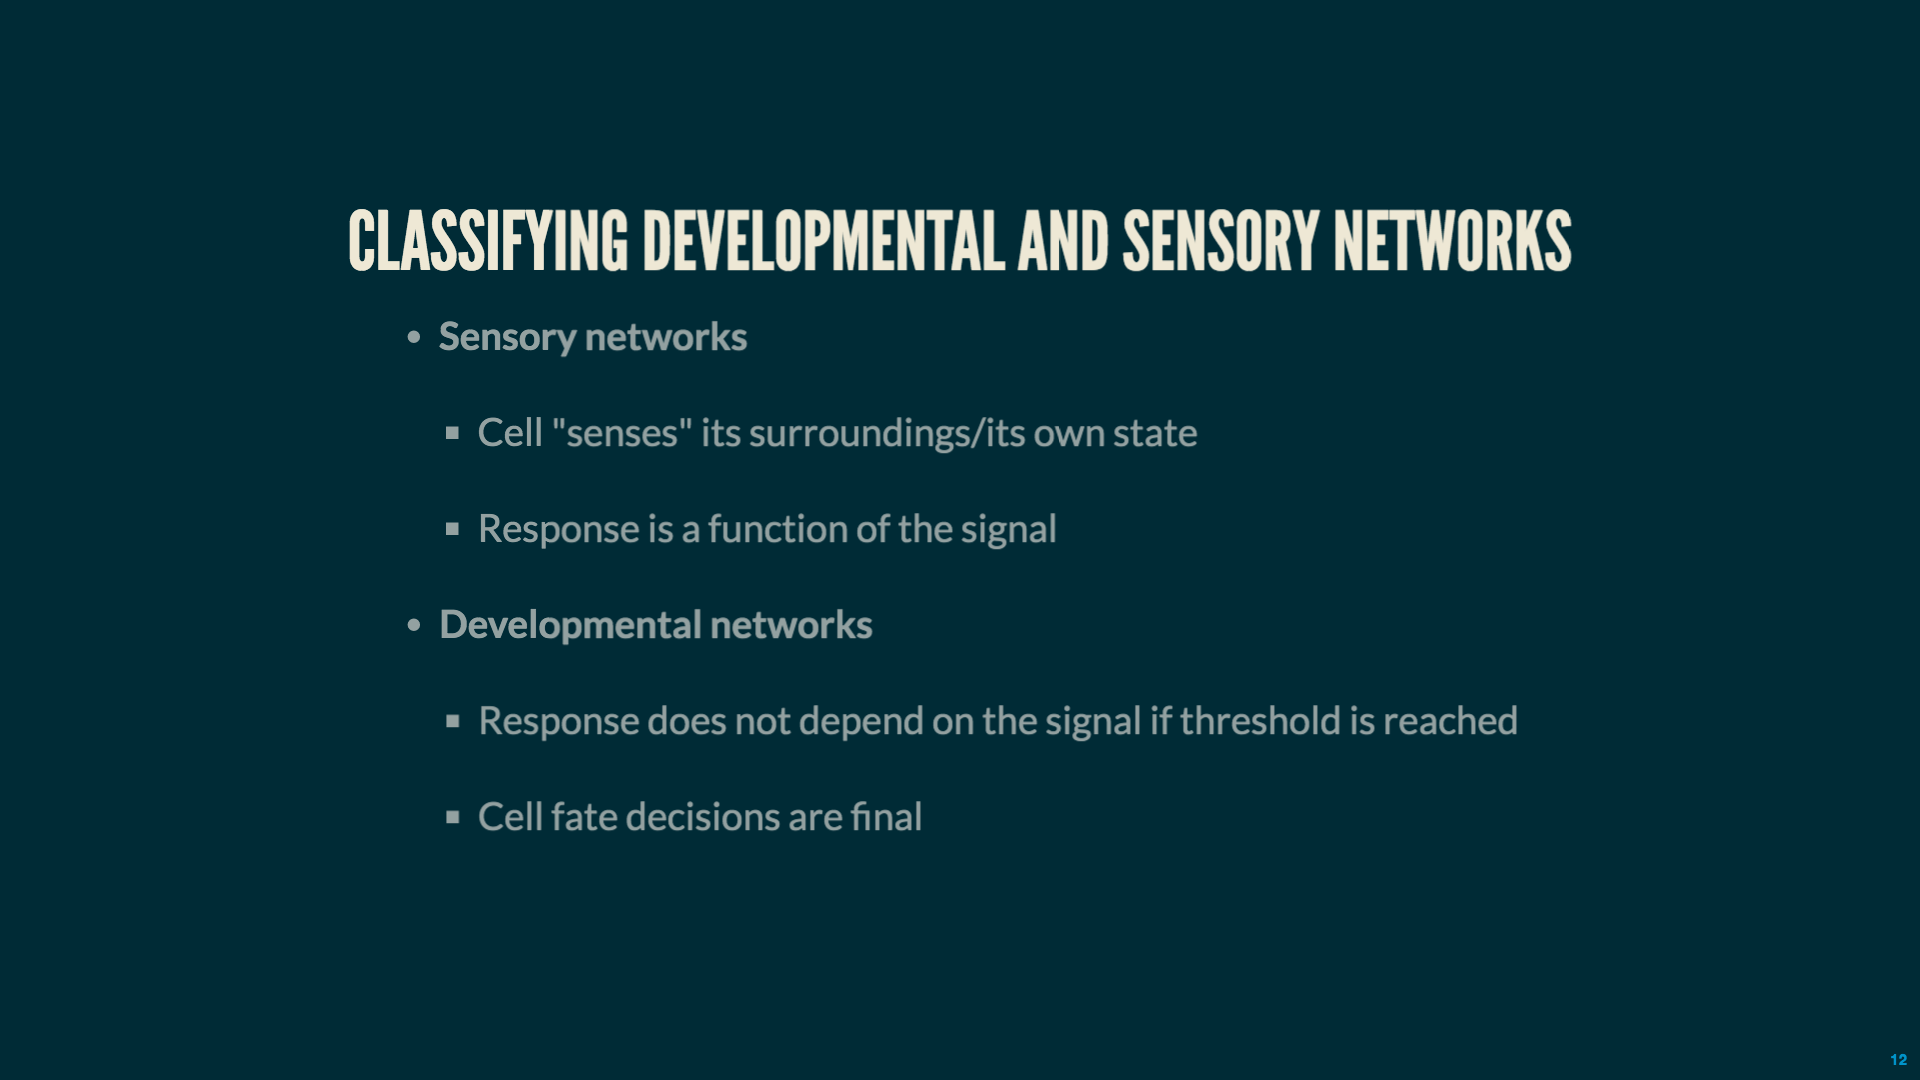 CLASSIFYING DEVELOPMENTAL AND SENSORY NETWORKS
• Sensory networks
▪ Cell "senses" its surroundings/its own state
▪ Response is a function of the signal
• Developmental networks
▪ Response does not depend on the signal if threshold is reached
▪ Cell fate decisions are final
12